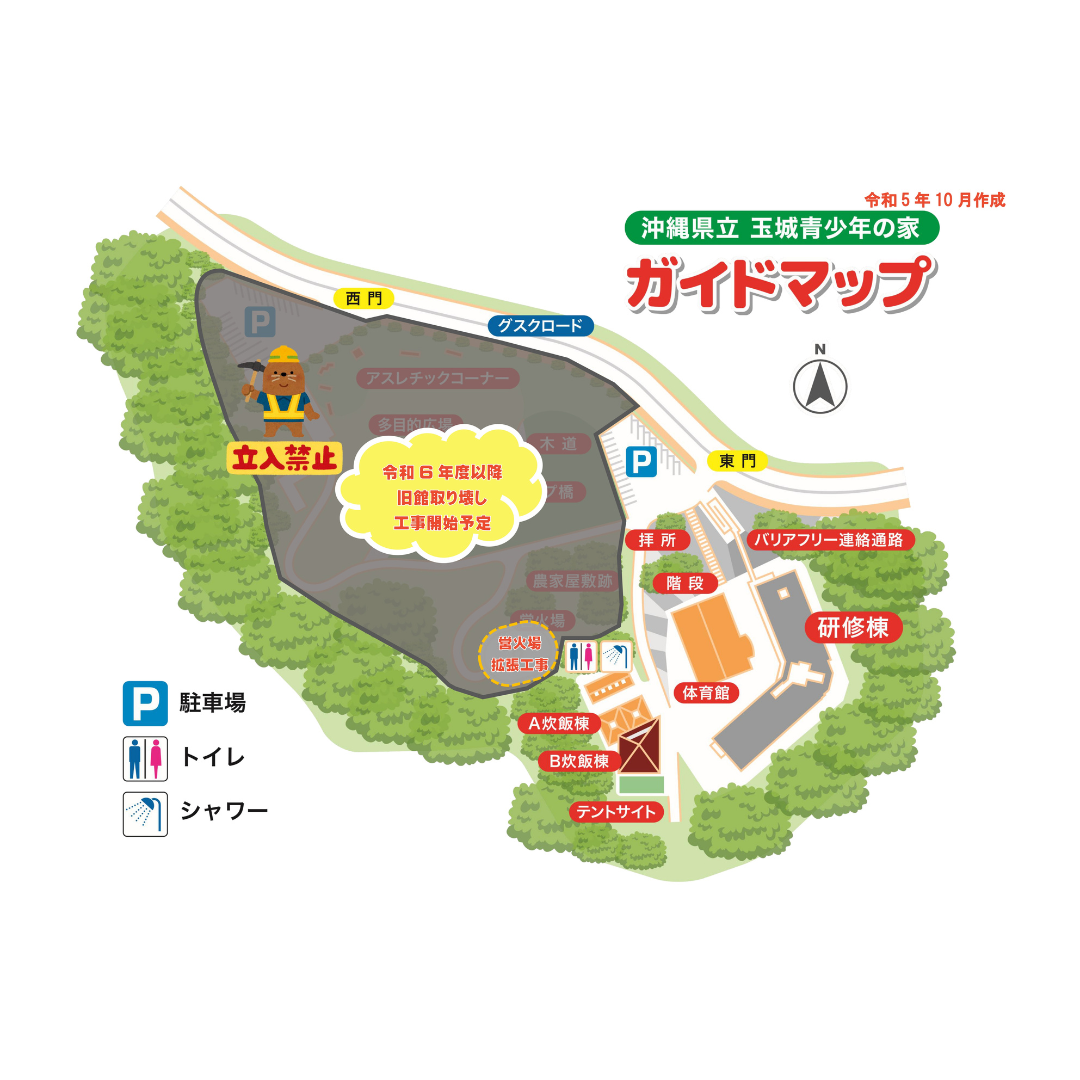 令和5年10月作成
沖縄県立 玉城青少年の家
ガイドマップ
N
西門
グスクロード
P
アスレチックコーナー
多目的広場
立入禁止
令和6年度以降
旧館取り壊し
工事開始予定
木道
橋
P
東門
拝所
バリアフリー連絡通路
農家屋敷跡
階段
営火場
営火場
拡張工事
研修棟
体育館
A炊飯棟
B炊飯棟
テントサイト
P 駐車場
トイレ
シャワー